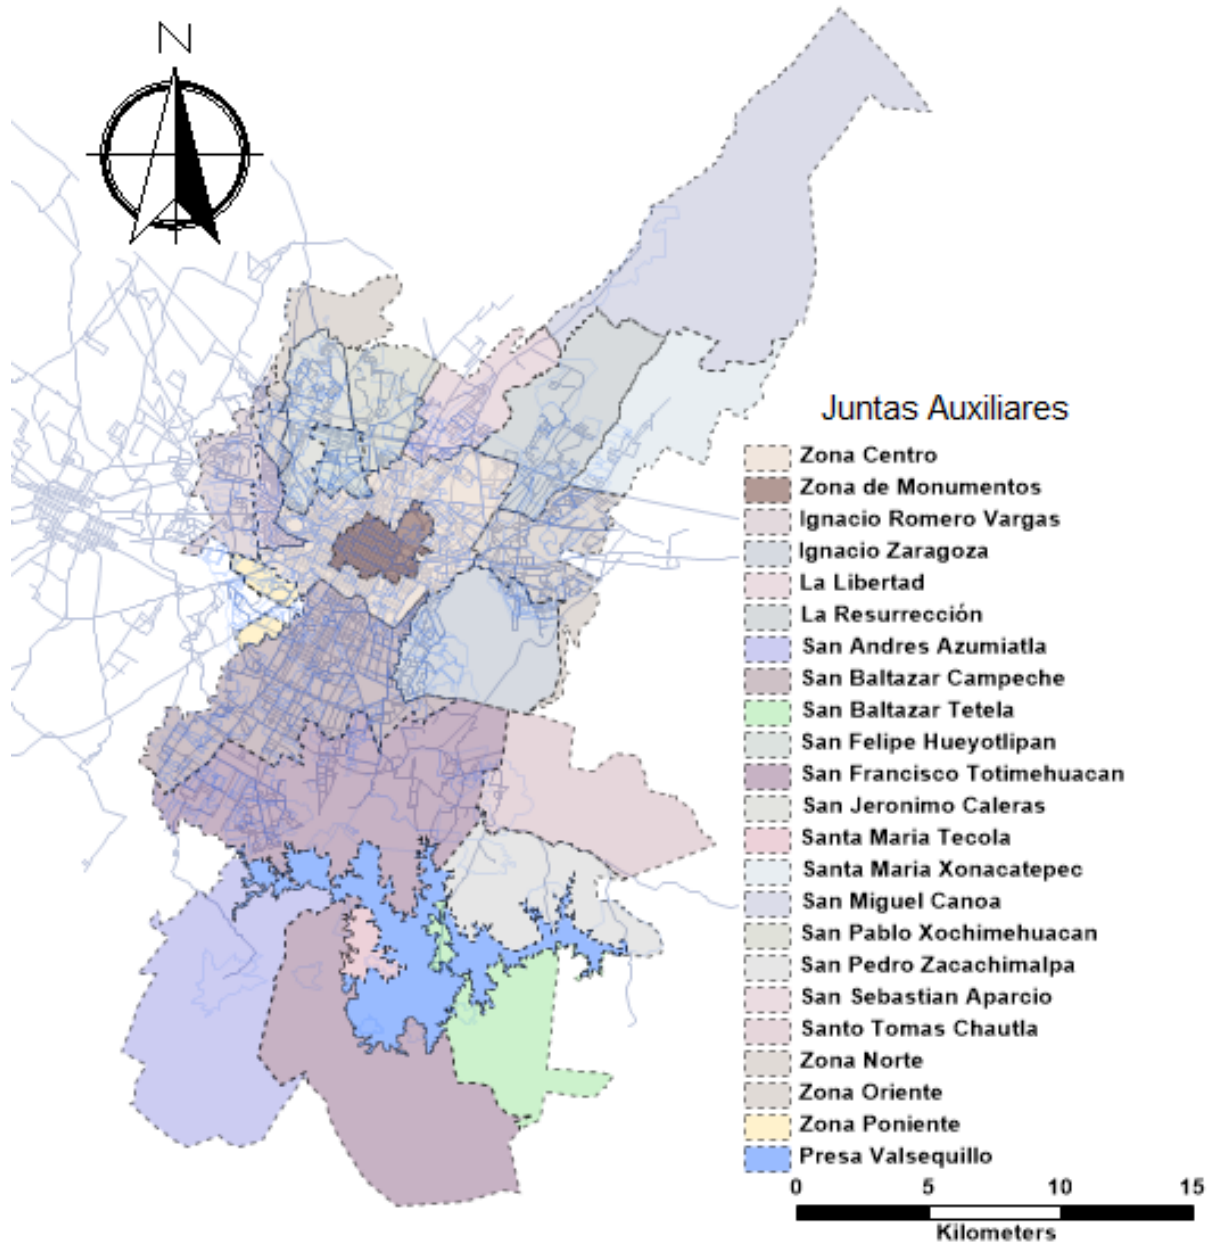 N
Juntas Auxiliares
Zona Centro
Zona de Monumentos
Ignacio Romero Vargas
Ignacio Zaragoza
La Libertad
La Resurrección
San Andres Azumiatla
San Baltazar Campeche
San Baltazar Tetela
San Felipe Hueyotlipan
San Francisco Totimehuacan
San Jeronimo Caleras
Santa Maria Tecola
Santa Maria Xonacatepec
San Miguel Canoa
San Pablo Xochimehuacan
San Pedro Zacachimalpa
San Sebastian Aparcio
Santo Tomas Chautla
Zona Norte
Zona Oriente
Zona Poniente
Presa Valsequillo
0 5 10 15
Kilometers